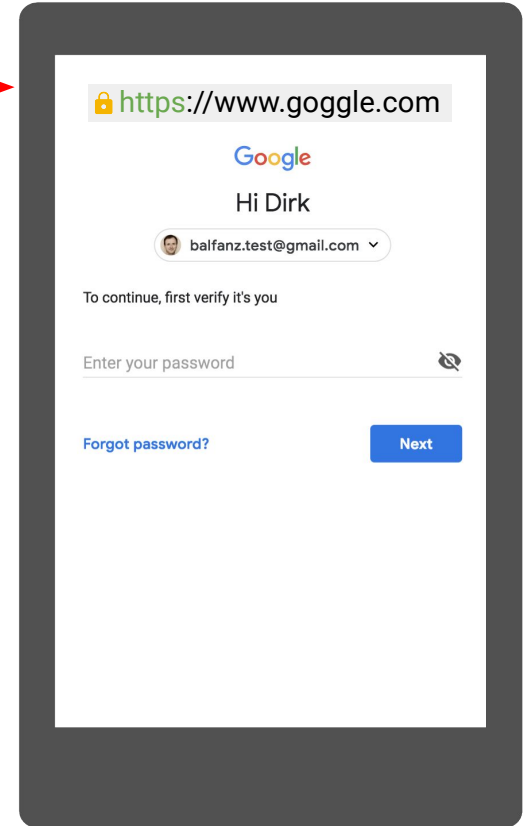 https://www.goggle.com
Google
Hi Dirk
balfanz.test@gmail.com
To continue, first verify it's you
Enter your password
Forgot password? Next